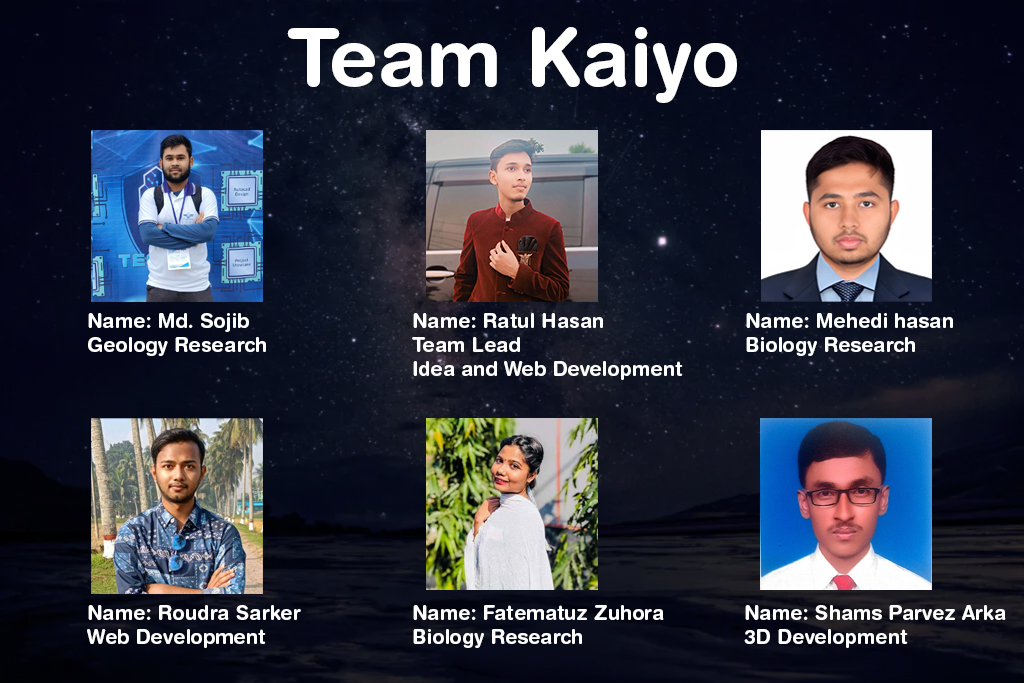 Team Kaiyo
Name: Md. Sojib
Geology Research
Name: Ratul Hasan
Team Lead
Idea and Web Development
Name: Mehedi hasan
Biology Research
Name: Roudra Sarker
Web Development
Name: Fatematuz Zuhora
Biology Research
Name: Shams Parvez Arka
3D Development